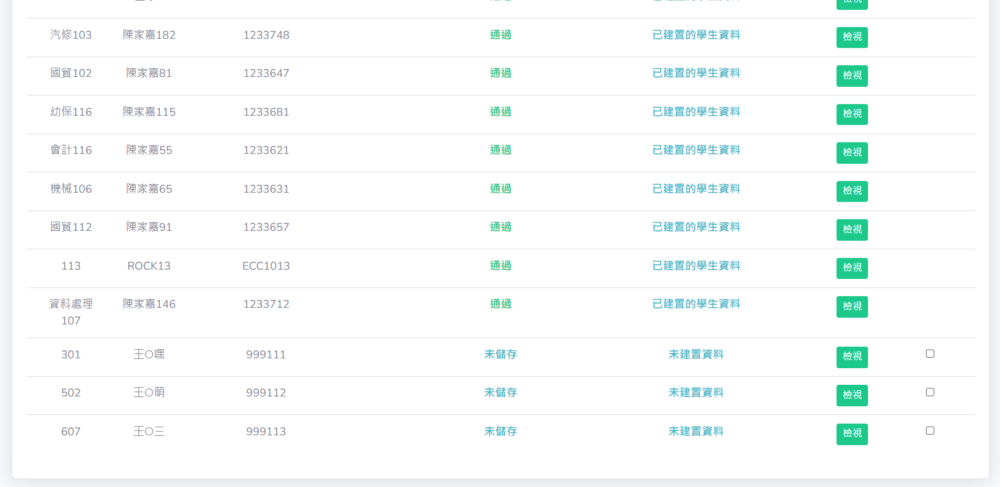 汽修103 陳家嘉182 1233748 通過 已建置的學生資料 檢視
國貿102 陳家嘉81 1233647 通過 已建置的學生資料 檢視
幼保116 陳家嘉115 1233681 通過 已建置的學生資料 檢視
會計116 陳家嘉55 1233621 通過 已建置的學生資料 檢視
機械106 陳家嘉65 1233631 通過 已建置的學生資料 檢視
國貿112 陳家嘉91 1233657 通過 已建置的學生資料 檢視
113 ROCK13 ECC1013 通過 已建置的學生資料 檢視
資料處理 陳家嘉146 1233712 通過 已建置的學生資料 檢視
107
301 王〇嘿 999111 未儲存 未建置資料 檢視
502 王〇萌 999112 未儲存 未建置資料 檢視
607 王〇三 999113 未儲存 未建置資料 檢視